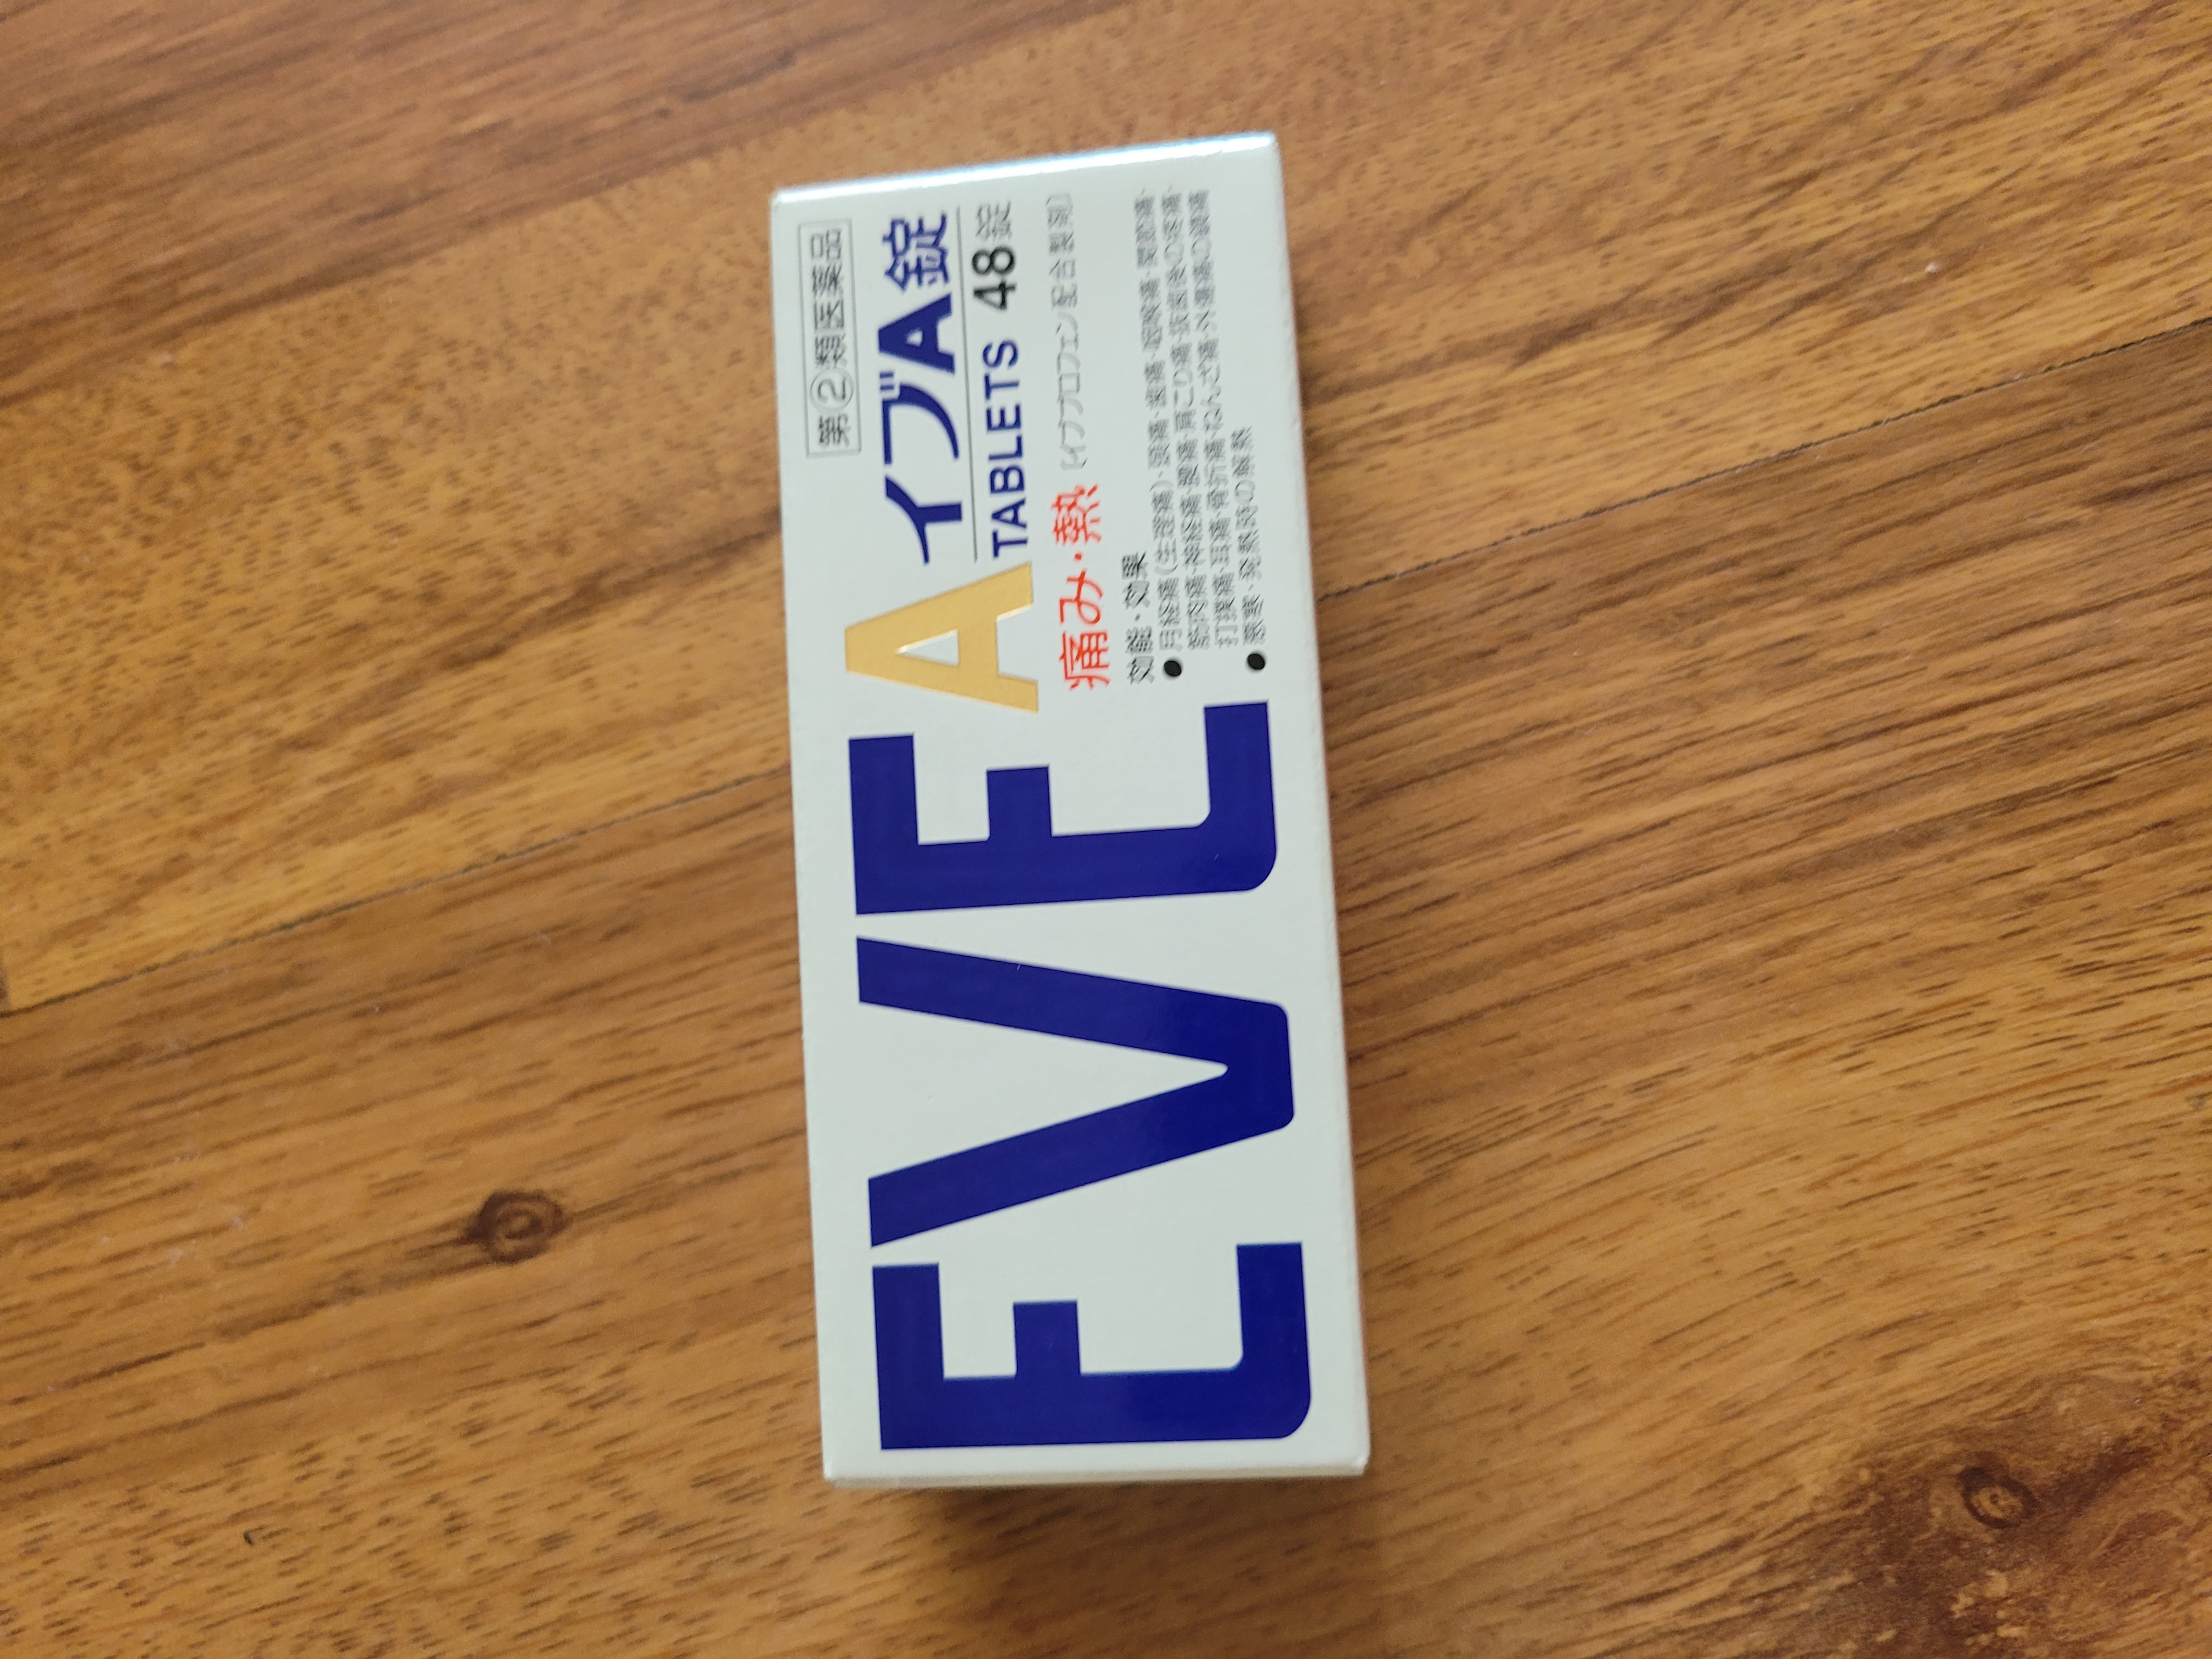 EVE A
第②類医薬品
イブA錠
TABLETS 48錠
痛み・熱 [イブプロフェン配合製剤]
効能・効果
●月経痛(生理痛)・頭痛・歯痛・咽喉痛・関節痛・
筋肉痛・神経痛・腰痛・肩こり痛・抜歯後の疼痛・
打撲痛・耳痛・骨折痛・ねんざ痛・外傷痛の鎮痛
●悪寒・発熱時の解熱